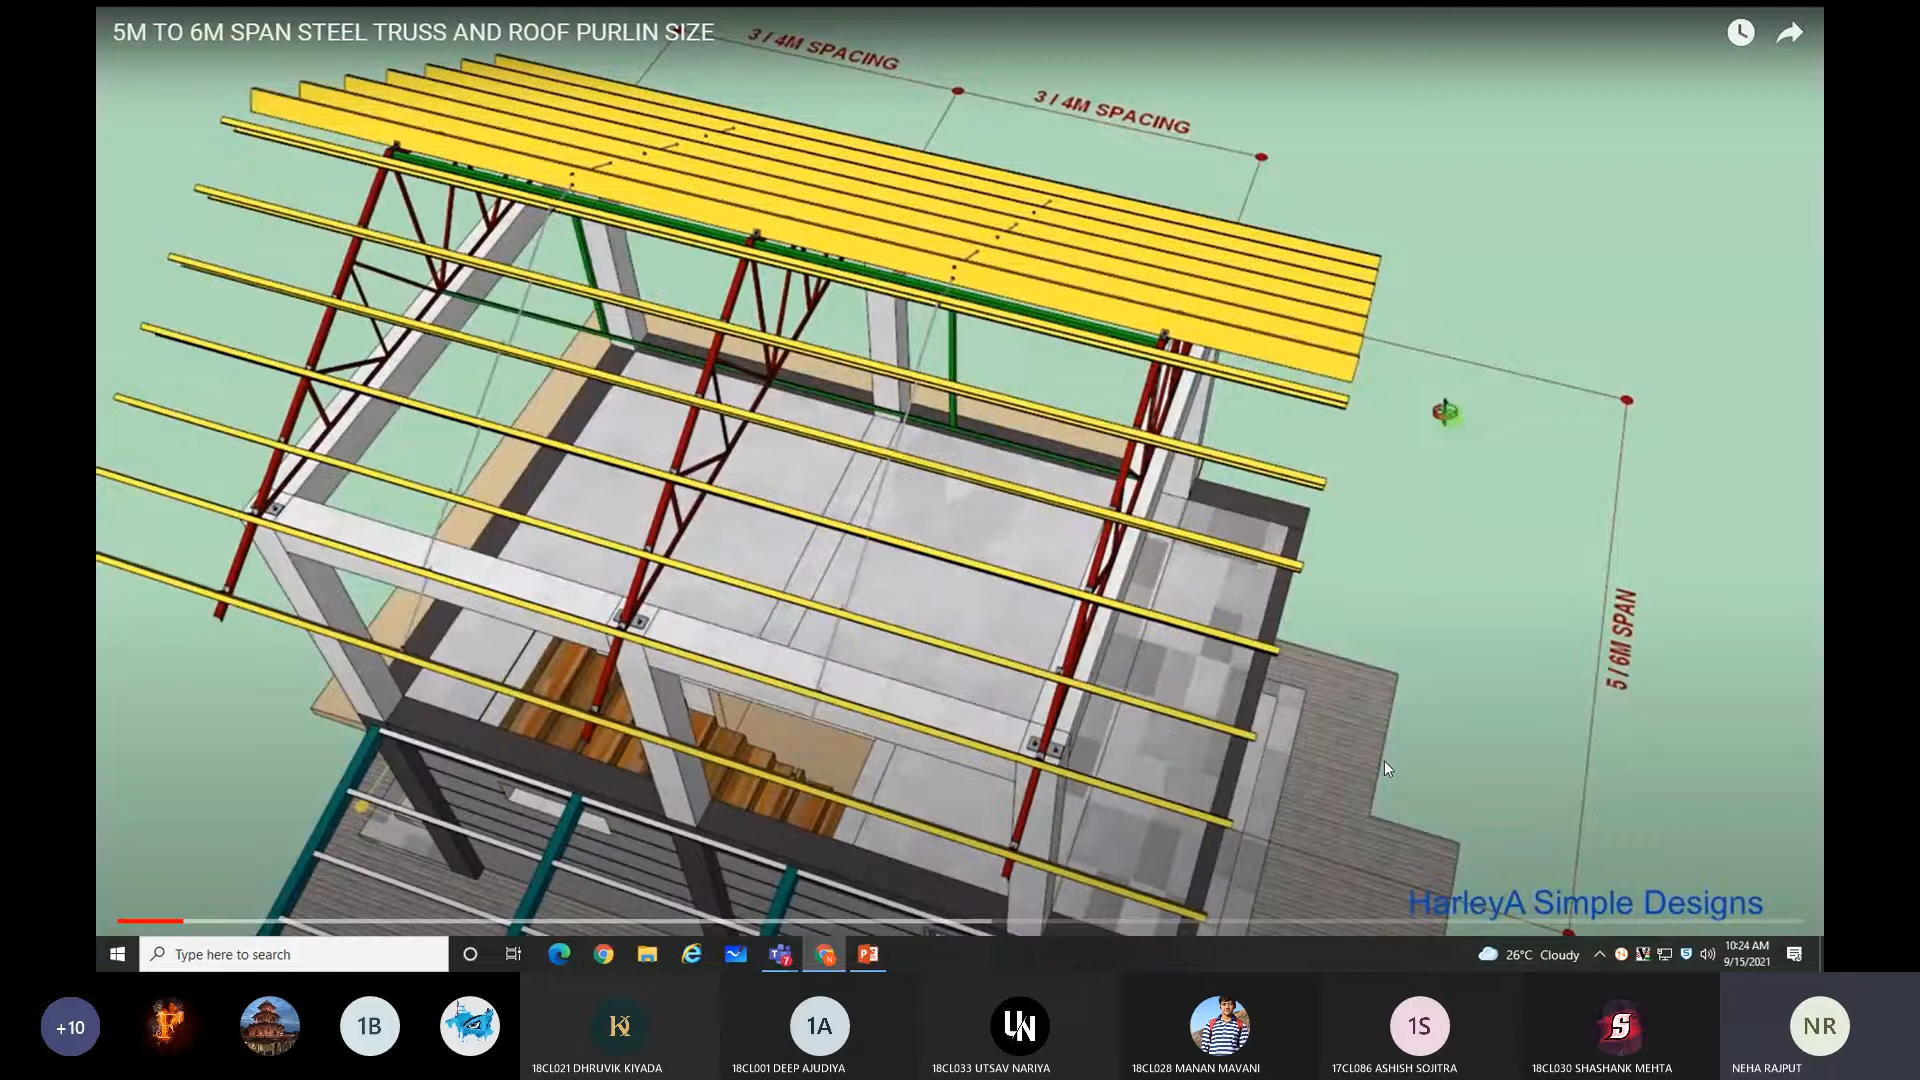 5M TO 6M SPAN STEEL TRUSS AND ROOF PURLIN SIZE
3 / 4M SPACING
3 / 4M SPACING
5 / 6M SPAN
HarleyA Simple Designs
Type here to search
7
N
26°C Cloudy
10:24 AM
9/15/2021
+10
F
1B
K
1A
UN
1S
S
NR
18CL021 DHRUVIK KIYADA
18CL001 DEEP AJUDIYA
18CL033 UTSAV NARIYA
18CL028 MANAN MAVANI
17CL086 ASHISH SOJITRA
18CL030 SHASHANK MEHTA
NEHA RAJPUT